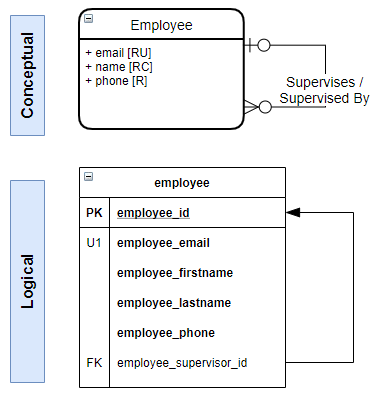 Conceptual
Employee
+ email [RU]
+ name [RC]
+ phone [R]
Supervises /
Supervised By
Logical
employee
PK employee_id
U1 employee_email
employee_firstname
employee_lastname
employee_phone
FK employee_supervisor_id